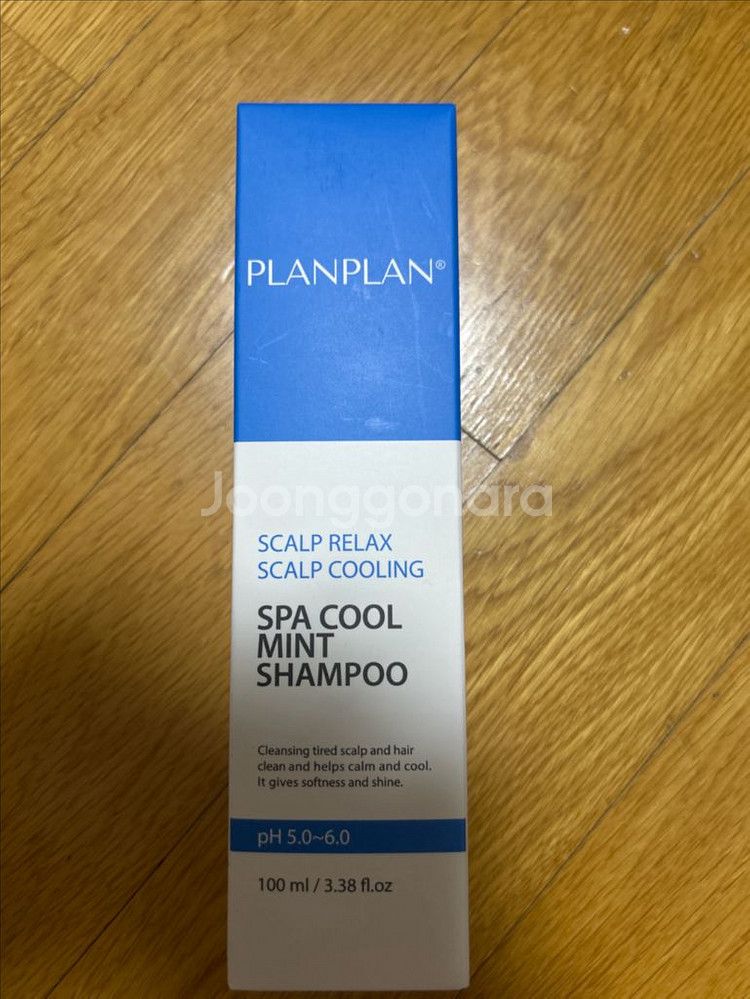 PLANPLAN®
Joonggonara
SCALP RELAX
SCALP COOLING
SPA COOL
MINT
SHAMPOO
Cleansing tired scalp and hair
clean and helps calm and cool.
It gives softness and shine.
pH 5.0~6.0
100 ml / 3.38 fl.oz